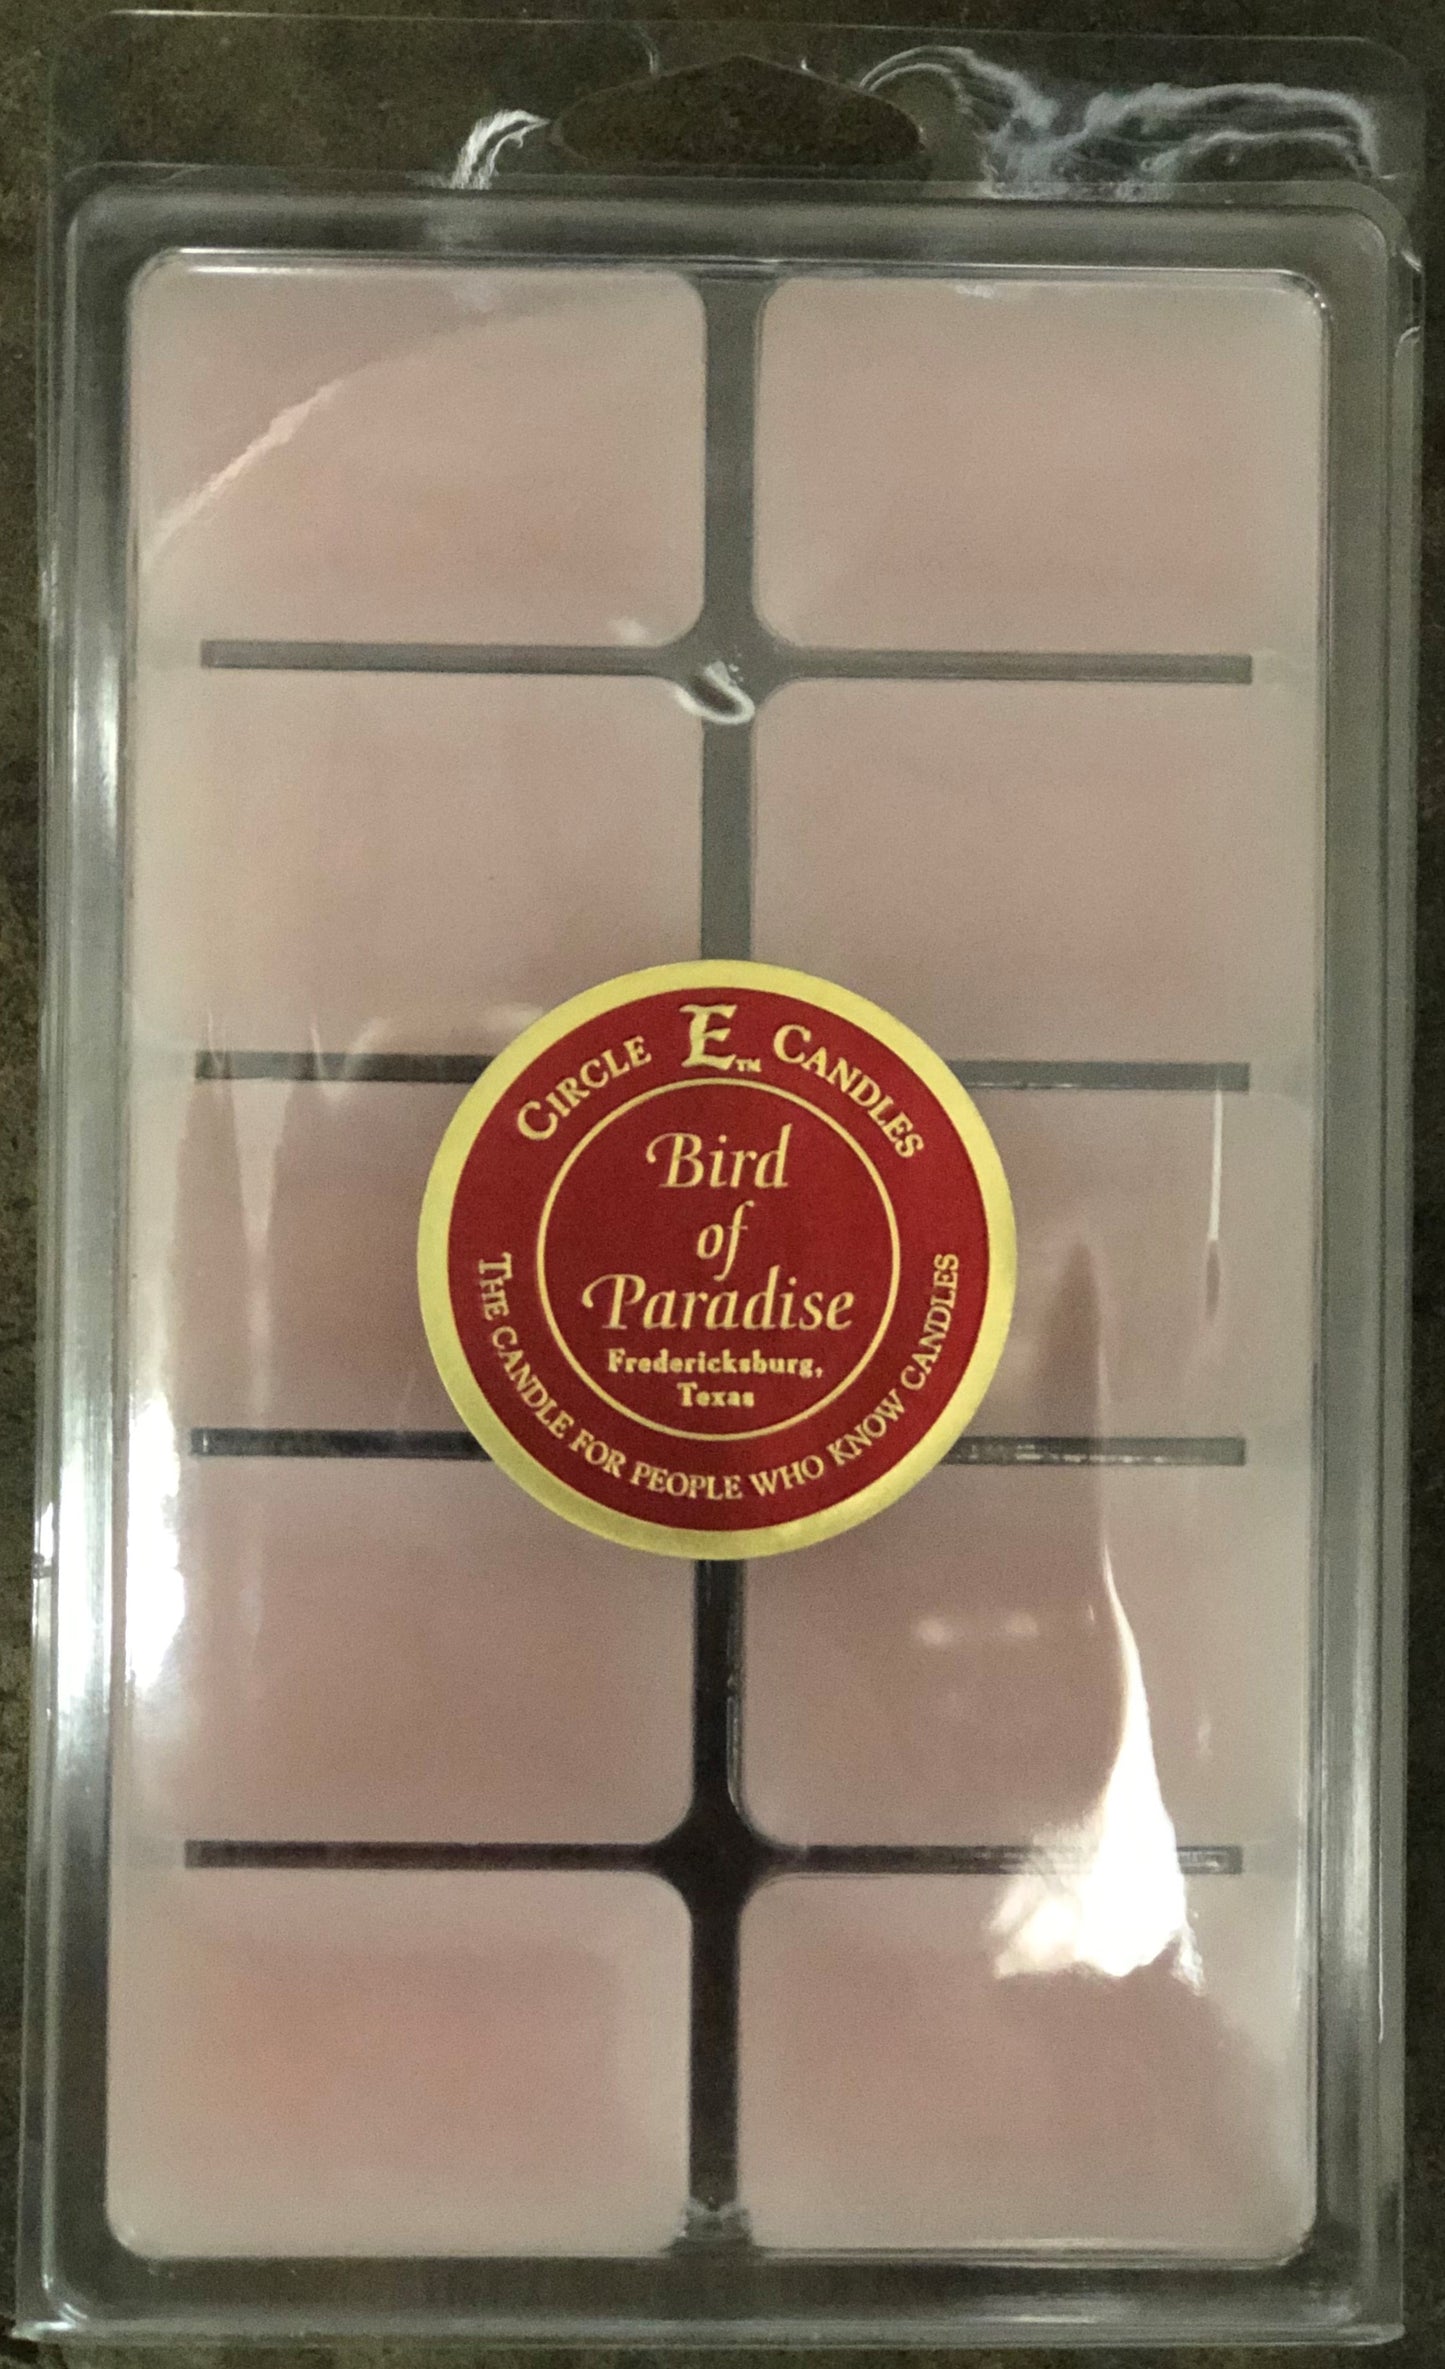 CIRCLE E™ CANDLES
Bird
of
Paradise
Fredericksburg,
Texas
THE CANDLE FOR PEOPLE WHO KNOW CANDLES